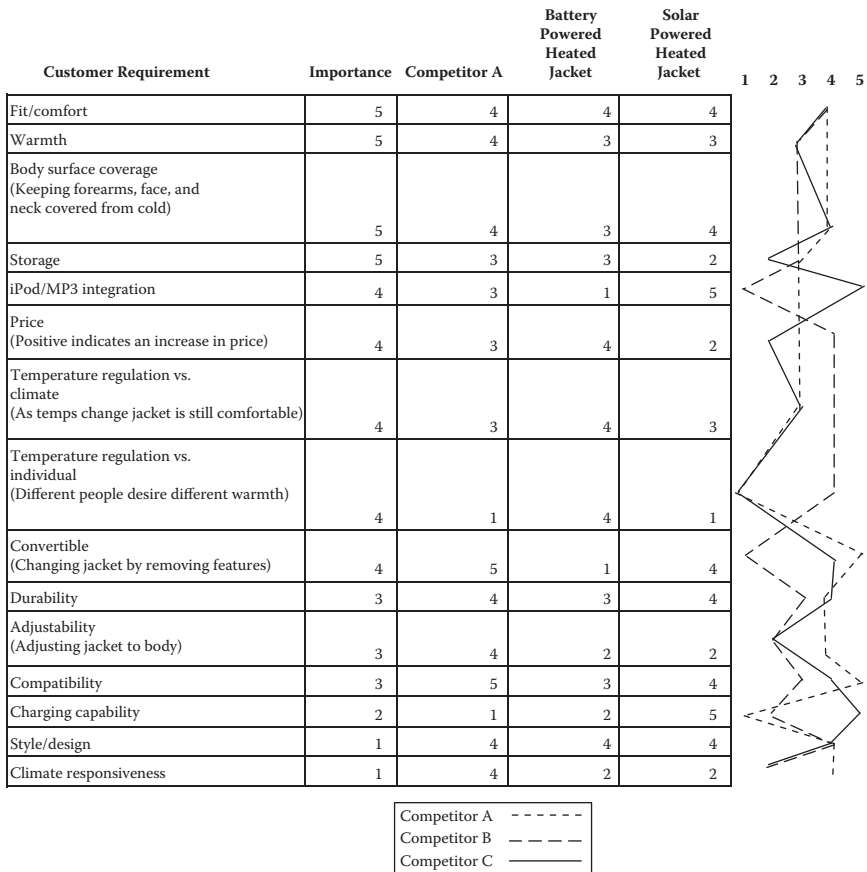 Customer Requirement Importance Competitor A Battery Powered Heated Jacket Solar Powered Heated Jacket 1 2 3 4 5
Fit/comfort 5 4 4 4
Warmth 5 4 3 3
Body surface coverage
(Keeping forearms, face, and
neck covered from cold)
5 4 3 4
Storage 5 3 3 2
iPod/MP3 integration 4 3 1 5
Price
(Positive indicates an increase in price) 4 3 4 2
Temperature regulation vs.
climate
(As temps change jacket is still comfortable) 4 3 4 3
Temperature regulation vs.
individual
(Different people desire different warmth)
4 1 4 1
Convertible
(Changing jacket by removing features) 4 5 1 4
Durability 3 4 3 4
Adjustability
(Adjusting jacket to body) 3 4 2 2
Compatibility 3 5 3 4
Charging capability 2 1 2 5
Style/design 1 4 4 4
Climate responsiveness 1 4 2 2
Competitor A
Competitor B
Competitor C